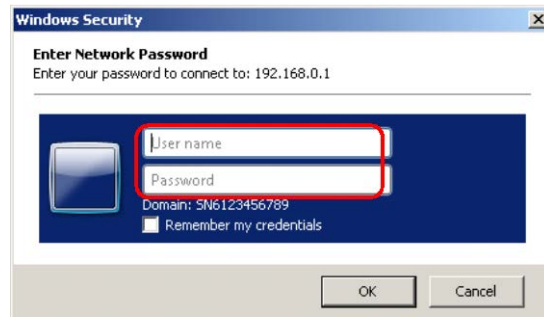 Windows Security
Enter Network Password
Enter your password to connect to: 192.168.0.1
User name
Password
Domain: SN6123456789
Remember my credentials
OK Cancel